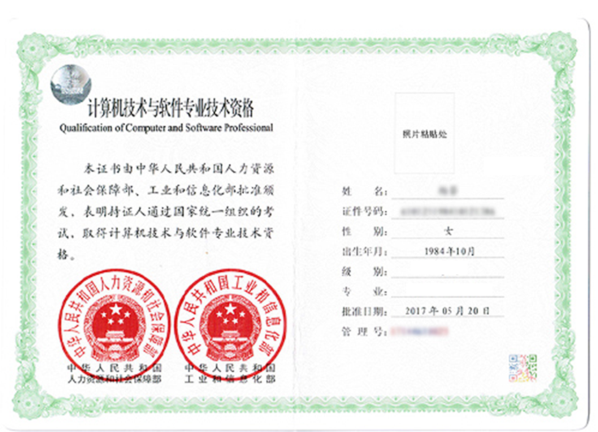 计算机技术与软件专业技术资格
Qualification of Computer and Software Professional
本证书由中华人民共和国人力资源
和社会保障部、工业和信息化部批准颁
发,表明持证人通过国家统一组织的考
试,取得计算机技术与软件专业技术资
格。
中华人民共和国人力资源和社会保障部
中华人民共和国工业和信息化部
中华人民共和国
人力资源和社会保障部
中华人民共和国
工业和信息化部
照片粘贴处
姓 名:
证件号码:
性 别: 女
出生年月: 1984年10月
级 别:
专 业:
批准日期: 2017 年 05 月 20 日
管 理 号: